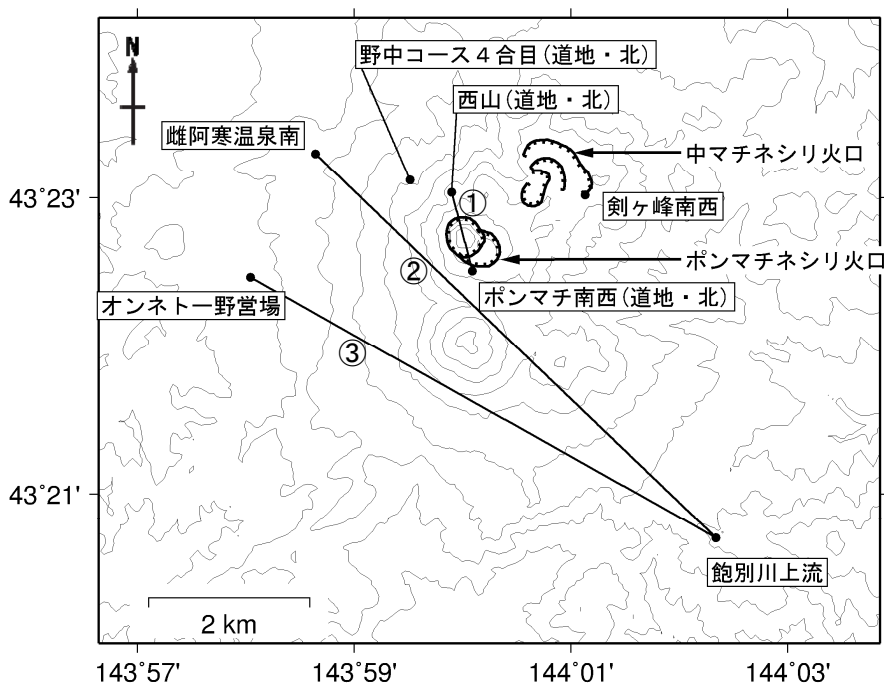 N
野中コース４合目(道地・北)
西山(道地・北)
雌阿寒温泉南
中マチネシリ火口
43˚23'
①
剣ヶ峰南西
ポンマチネシリ火口
②
オンネトー野営場
ポンマチ南西(道地・北)
③
43˚21'
飽別川上流
2 km
143˚57'
143˚59'
144˚01'
144˚03'